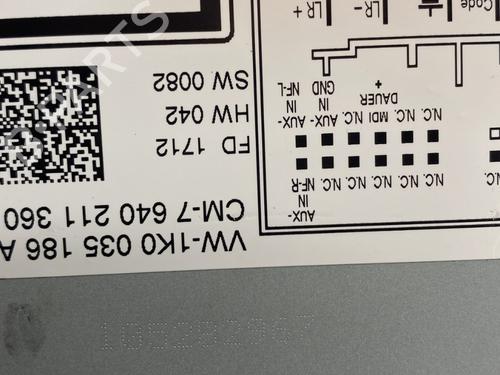 VW-1K0 035 186 A
CM-7 640 211 360
FD 1712
HW 042
SW 0082
AUX- IN NF-R
N.C. N.C. N.C. N.C. N.C. N.C.
AUX- IN NF-L
AUX- IN GND
N.C. MDI N.C. N.C.
+ DAUER
LR +
LR-
Code